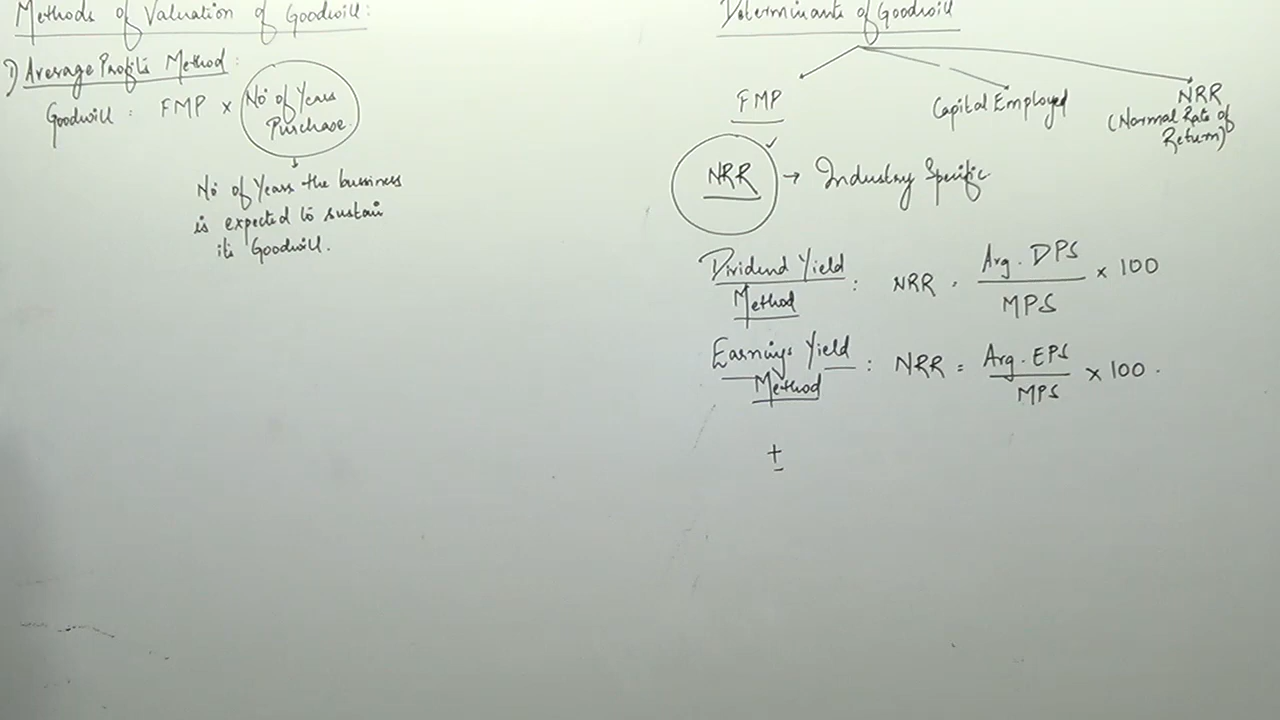 Methods of Valuation of Goodwill:
1) Average Profits Method:
Goodwill : FMP × No of Years
Purchase
No of Years the bussiness
is expected to sustain
its Goodwill.
Determinants of Goodwill
FMP
Capital Employed
NRR
(Normal Rate of
Return)
NRR → Industry Specific
Dividend Yield
Method : NRR = Avg. DPS / MPS × 100
Earnings Yield
Method : NRR = Avg. EPS / MPS × 100.
±